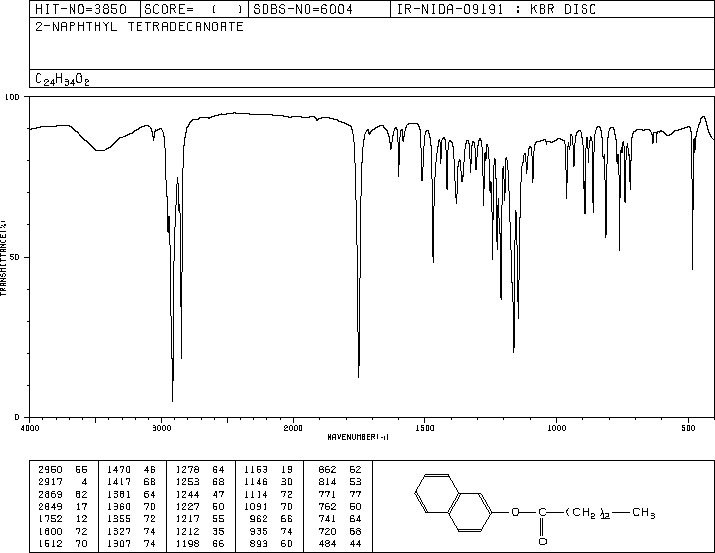 HIT-NO=3850 SCORE= ( ) SDBS-NO=6004 IR-NIDA-09191 : KBR DISC
2-NAPHTHYL TETRADECANOATE
C24H34O2
100
TRANSMITTANCE(%)
50
0
4000 3000 2000 1500 1000 500
WAVENUMBER(-1)
2960 55 1470 46 1278 64 1163 19 862 62
2917 4 1417 68 1253 68 1146 30 814 53
2869 62 1381 64 1244 47 1114 72 771 77
2849 17 1360 70 1227 60 1091 70 762 50
1752 12 1355 72 1217 55 962 66 741 64
1600 72 1327 74 1212 35 935 74 720 68
1512 70 1307 74 1198 66 893 60 484 44
O—C—(CH2)12—CH3
O